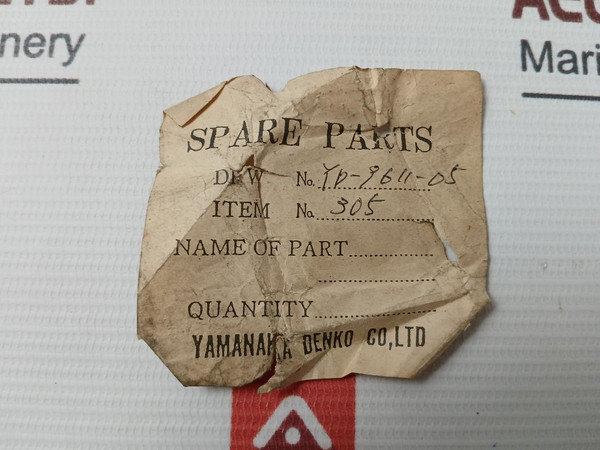 nery
Mari
SPARE PARTS
DRW No. YD-9611-05
ITEM No. 305
NAME OF PART
QUANTITY
YAMANAKA DENKO CO,LTD